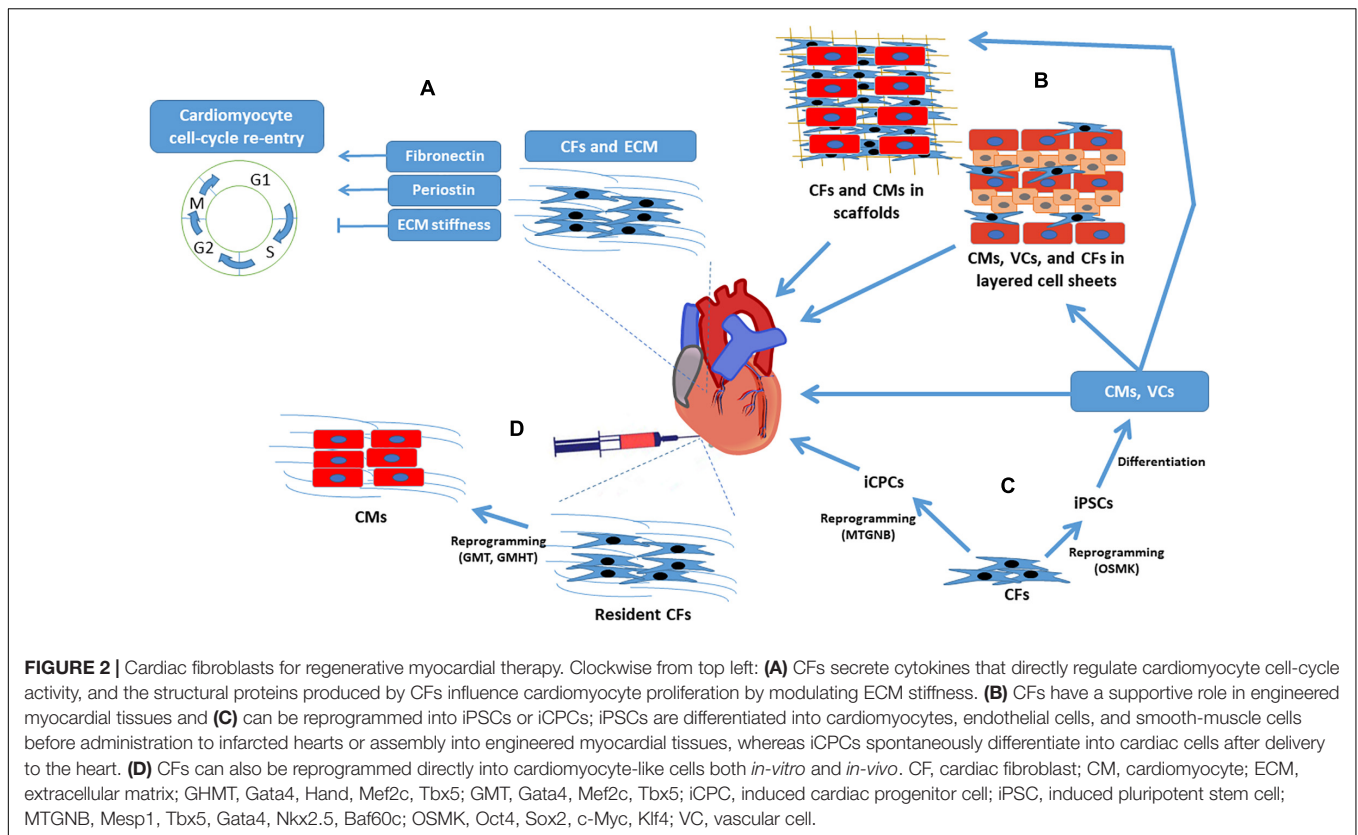 A
Cardiomyocyte
cell-cycle re-entry
G1
S
G2
M
Fibronectin
Periostin
ECM stiffness
CFs and ECM
B
CFs and CMs in
scaffolds
CMs, VCs, and CFs in
layered cell sheets
CMs, VCs
Differentiation
C
iCPCs
iPSCs
Reprogramming
(MTGNB)
Reprogramming
(OSMK)
CFs
D
CMs
Reprogramming
(GMT, GMHT)
Resident CFs
FIGURE 2 | Cardiac fibroblasts for regenerative myocardial therapy. Clockwise from top left: (A) CFs secrete cytokines that directly regulate cardiomyocyte cell-cycle
activity, and the structural proteins produced by CFs influence cardiomyocyte proliferation by modulating ECM stiffness. (B) CFs have a supportive role in engineered
myocardial tissues and (C) can be reprogrammed into iPSCs or iCPCs; iPSCs are differentiated into cardiomyocytes, endothelial cells, and smooth-muscle cells
before administration to infarcted hearts or assembly into engineered myocardial tissues, whereas iCPCs spontaneously differentiate into cardiac cells after delivery
to the heart. (D) CFs can also be reprogrammed directly into cardiomyocyte-like cells both in-vitro and in-vivo. CF, cardiac fibroblast; CM, cardiomyocyte; ECM,
extracellular matrix; GHMT, Gata4, Hand, Mef2c, Tbx5; GMT, Gata4, Mef2c, Tbx5; iCPC, induced cardiac progenitor cell; iPSC, induced pluripotent stem cell;
MTGNB, Mesp1, Tbx5, Gata4, Nkx2.5, Baf60c; OSMK, Oct4, Sox2, c-Myc, Klf4; VC, vascular cell.